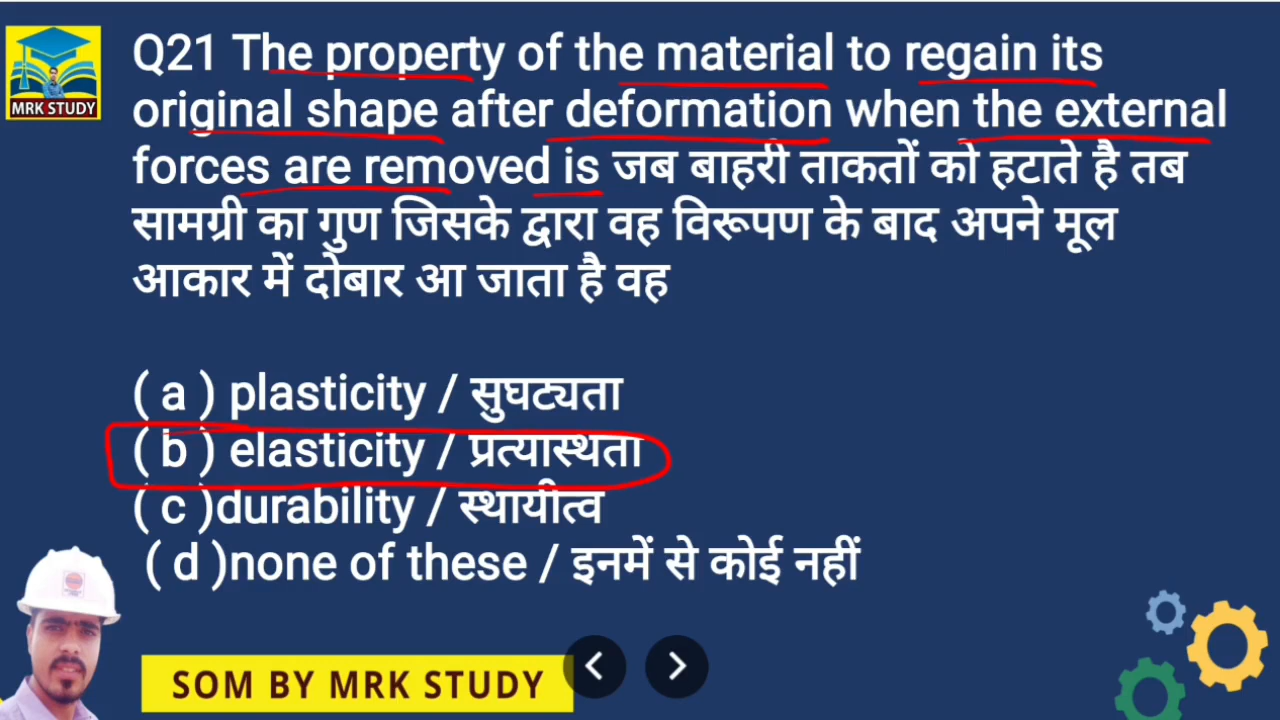 MRK STUDY
Q21 The property of the material to regain its
original shape after deformation when the external
forces are removed is जब बाहरी ताकतों को हटाते है तब
सामग्री का गुण जिसके द्वारा वह विरूपण के बाद अपने मूल
आकार में दोबार आ जाता है वह
( a ) plasticity / सुघट्यता
( b ) elasticity / प्रत्यास्थता
( c )durability / स्थायीत्व
( d )none of these / इनमें से कोई नहीं
SOM BY MRK STUDY